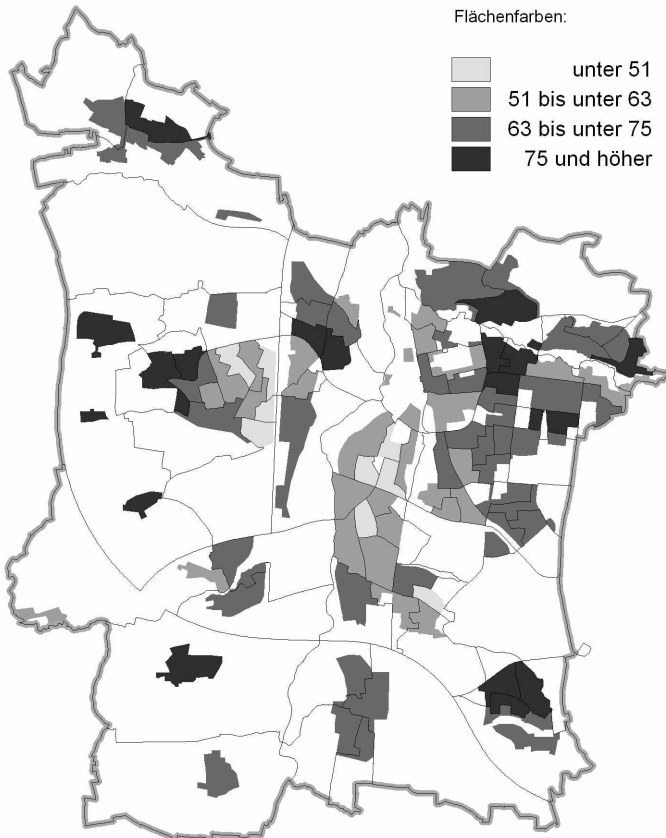 Flächenfarben:
unter 51
51 bis unter 63
63 bis unter 75
75 und höher